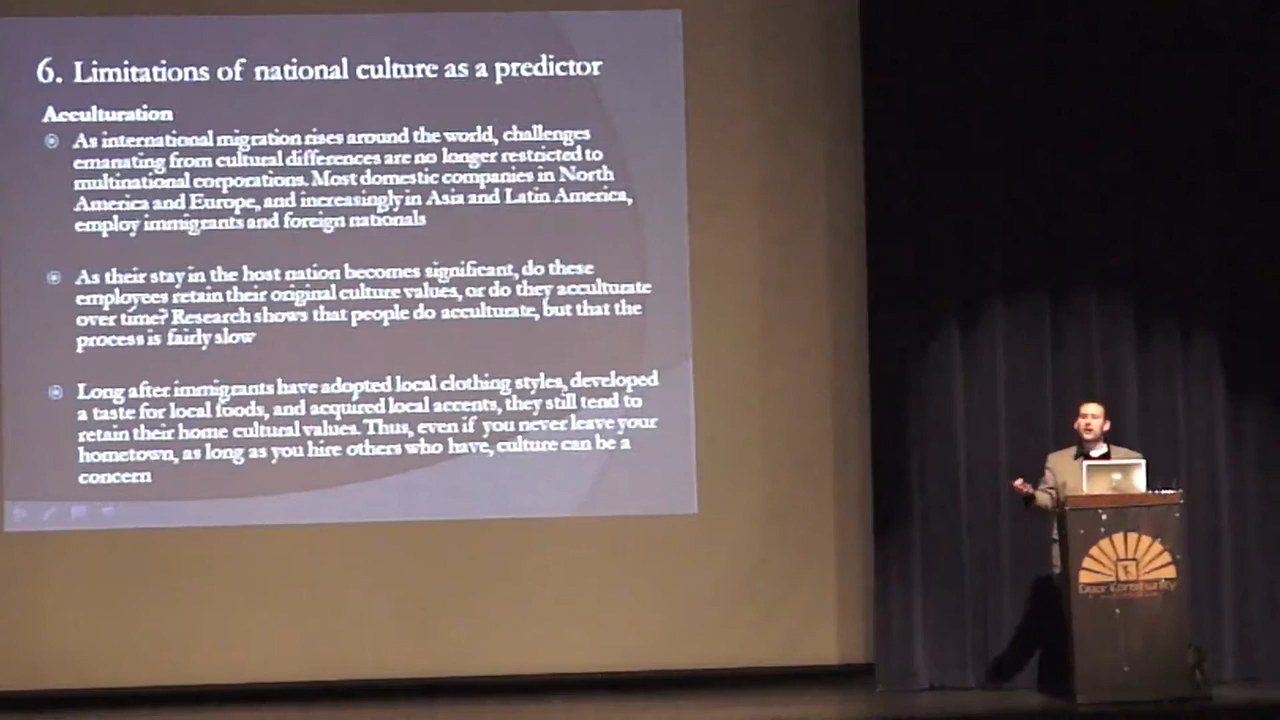 6. Limitations of national culture as a predictor
Acculturation
As international migration rises around the world, challenges
emanating from cultural differences are no longer restricted to
multinational corporations. Most domestic companies in North
America and Europe, and increasingly in Asia and Latin America,
employ immigrants and foreign nationals
As their stay in the host nation becomes significant, do these
employees retain their original culture values, or do they acculturate
over time? Research shows that people do acculturate, but that the
process is fairly slow
Long after immigrants have adopted local clothing styles, developed
a taste for local foods, and acquired local accents, they still tend to
retain their home cultural values. Thus, even if you never leave your
hometown, as long as you hire others who have, culture can be a
concern